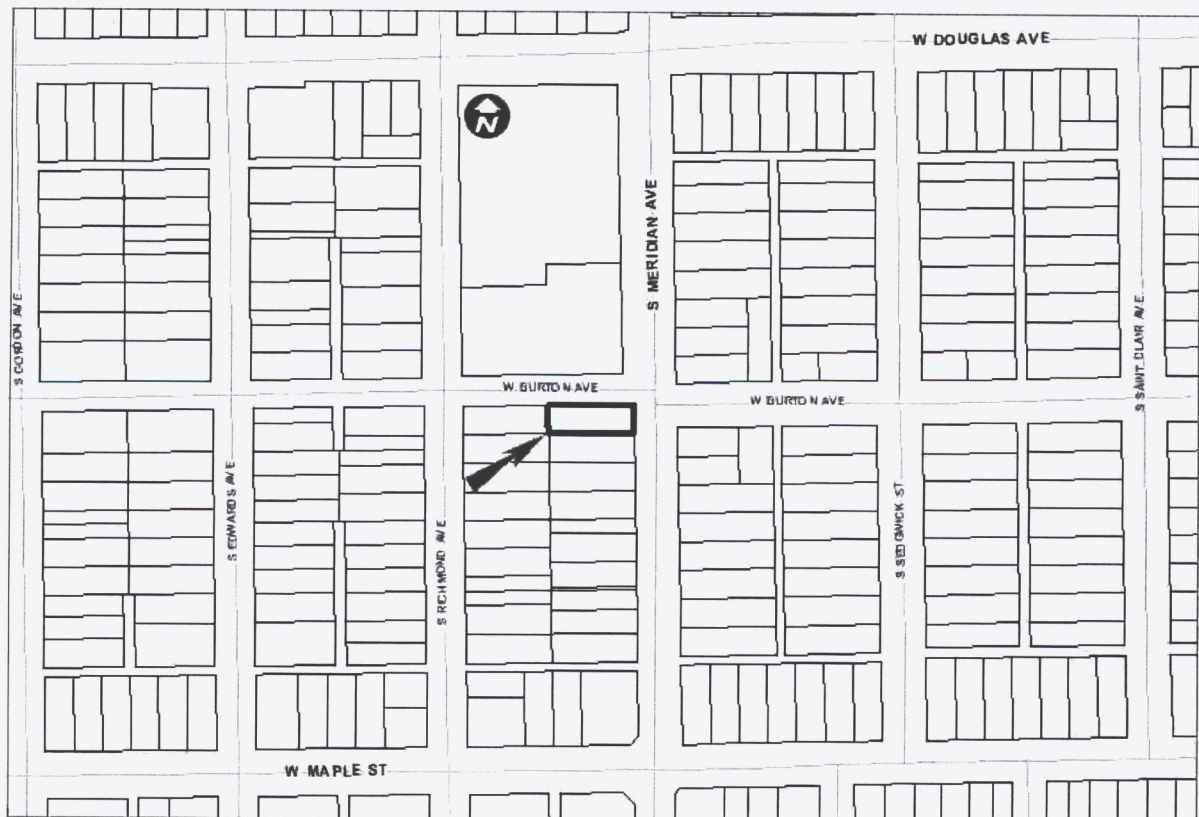 W DOUGLAS AVE
N
S MERIDIAN AVE
S GORDON AVE
S SAINT CLAIR AVE
W BURTON AVE
W BURTON AVE
S EDWARDS AVE
S RICHMOND AVE
S SEDGWICK ST
W MAPLE ST